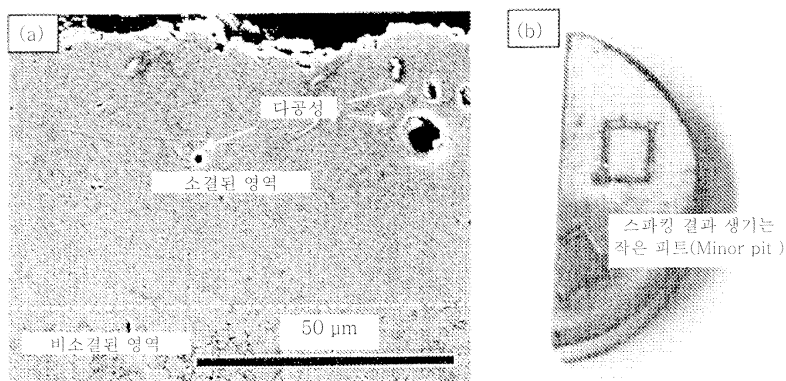 (a)
다공성
소결된 영역
비소결된 영역
50 μm
(b)
스파킹 결과 생기는
작은 피트(Minor pit )